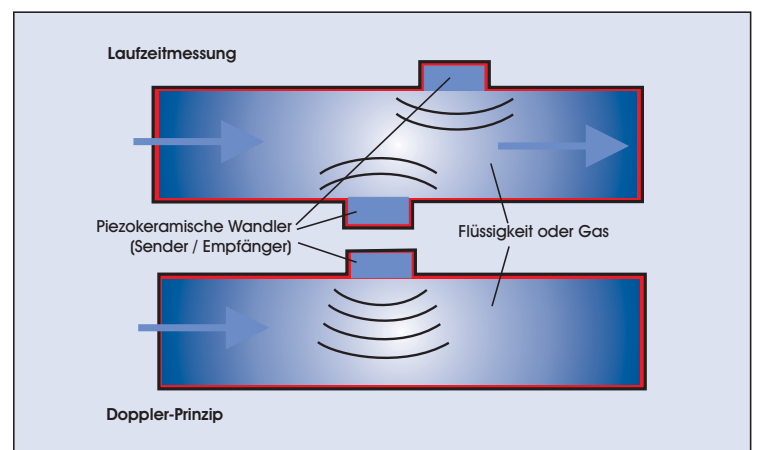 Laufzeitmessung
Piezokeramische Wandler
(Sender / Empfänger)
Flüssigkeit oder Gas
Doppler-Prinzip